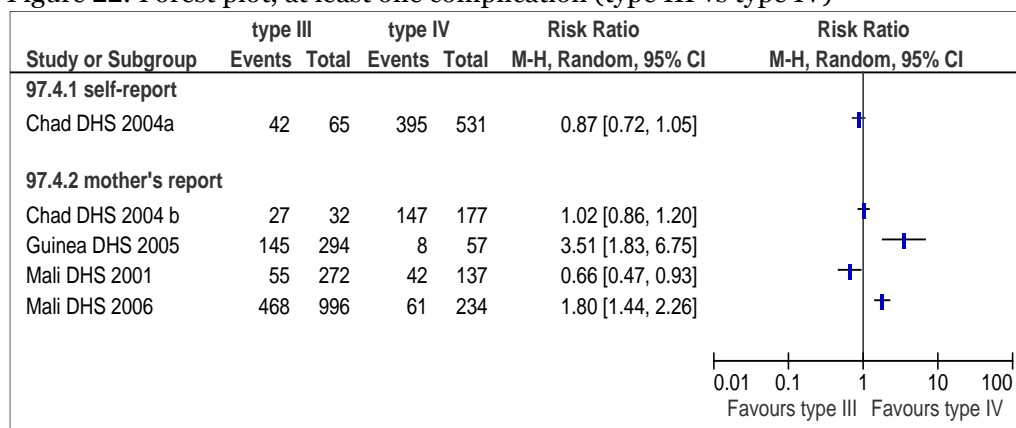 Figure 22: Forest plot, at least one complication (type III vs type IV)
type III type IV Risk Ratio Risk Ratio
Study or Subgroup Events Total Events Total M-H, Random, 95% CI M-H, Random, 95% CI
97.4.1 self-report
Chad DHS 2004a 42 65 395 531 0.87 [0.72, 1.05]
97.4.2 mother's report
Chad DHS 2004 b 27 32 147 177 1.02 [0.86, 1.20]
Guinea DHS 2005 145 294 8 57 3.51 [1.83, 6.75]
Mali DHS 2001 55 272 42 137 0.66 [0.47, 0.93]
Mali DHS 2006 468 996 61 234 1.80 [1.44, 2.26]
0.01 0.1 1 10 100
Favours type III Favours type IV